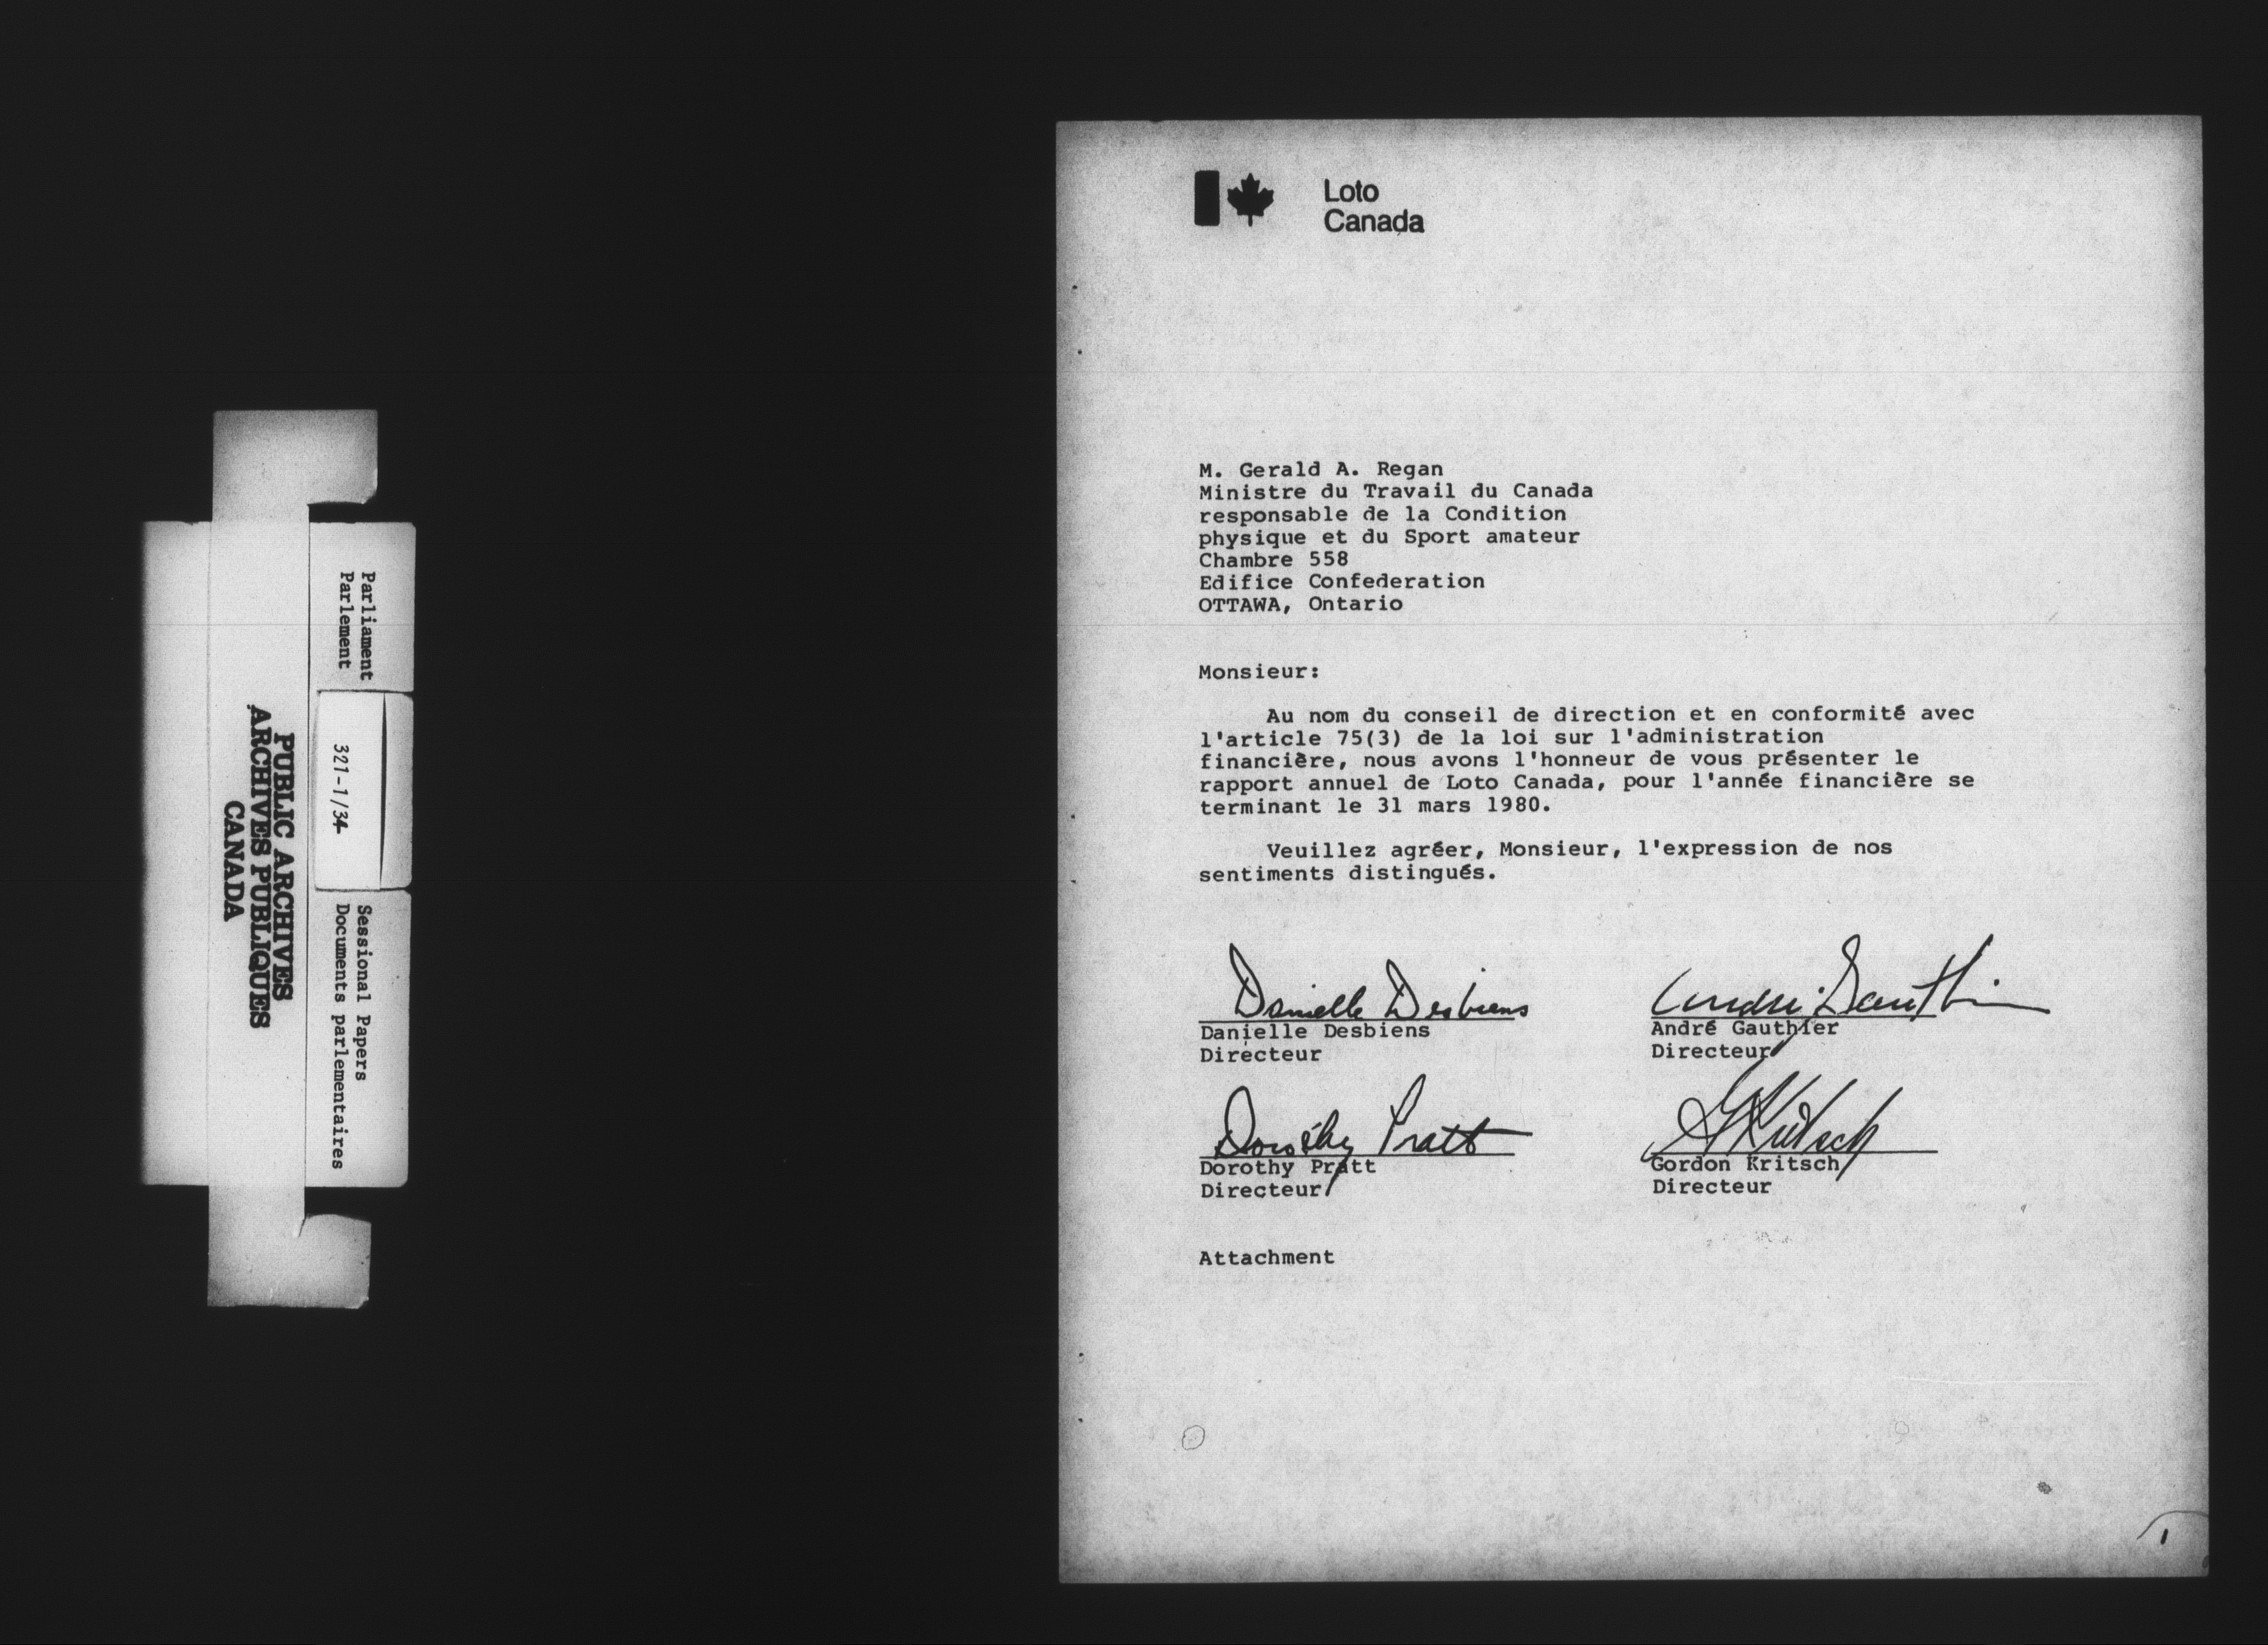 Parliament
Parlement
321-1/34
Sessional Papers
Documents parlementaires
PUBLIC ARCHIVES
ARCHIVES PUBLIQUES
CANADA
Loto
Canada
M. Gerald A. Regan
Ministre du Travail du Canada
responsable de la Condition
physique et du Sport amateur
Chambre 558
Edifice Confederation
OTTAWA, Ontario
Monsieur:
Au nom du conseil de direction et en conformité avec
l'article 75(3) de la loi sur l'administration
financière, nous avons l'honneur de vous présenter le
rapport annuel de Loto Canada, pour l'année financière se
terminant le 31 mars 1980.
Veuillez agréer, Monsieur, l'expression de nos
sentiments distingués.
Danielle Desbiens
Danielle Desbiens
Directeur
André Gauthier
André Gauthier
Directeur
Dorothy Pratt
Dorothy Pratt
Directeur
GKritsch
Gordon Kritsch
Directeur
Attachment
1